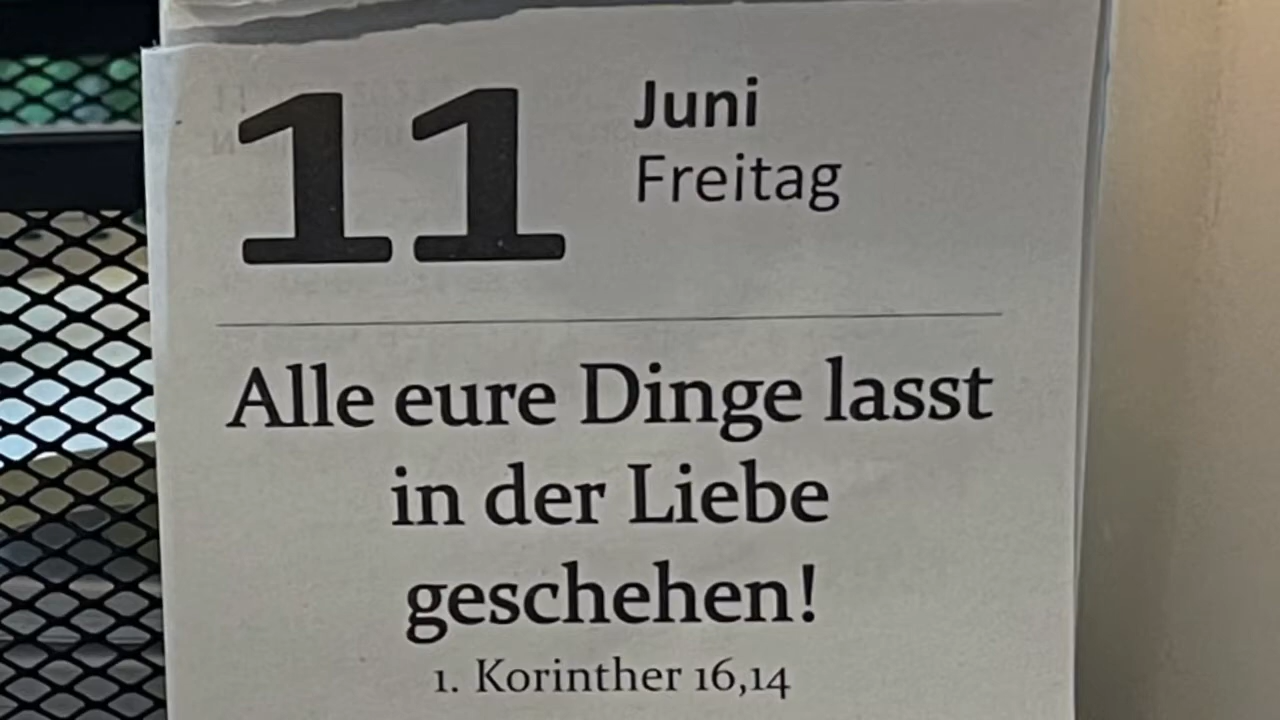 11
Juni
Freitag
Alle eure Dinge lasst
in der Liebe
geschehen!
1. Korinther 16,14